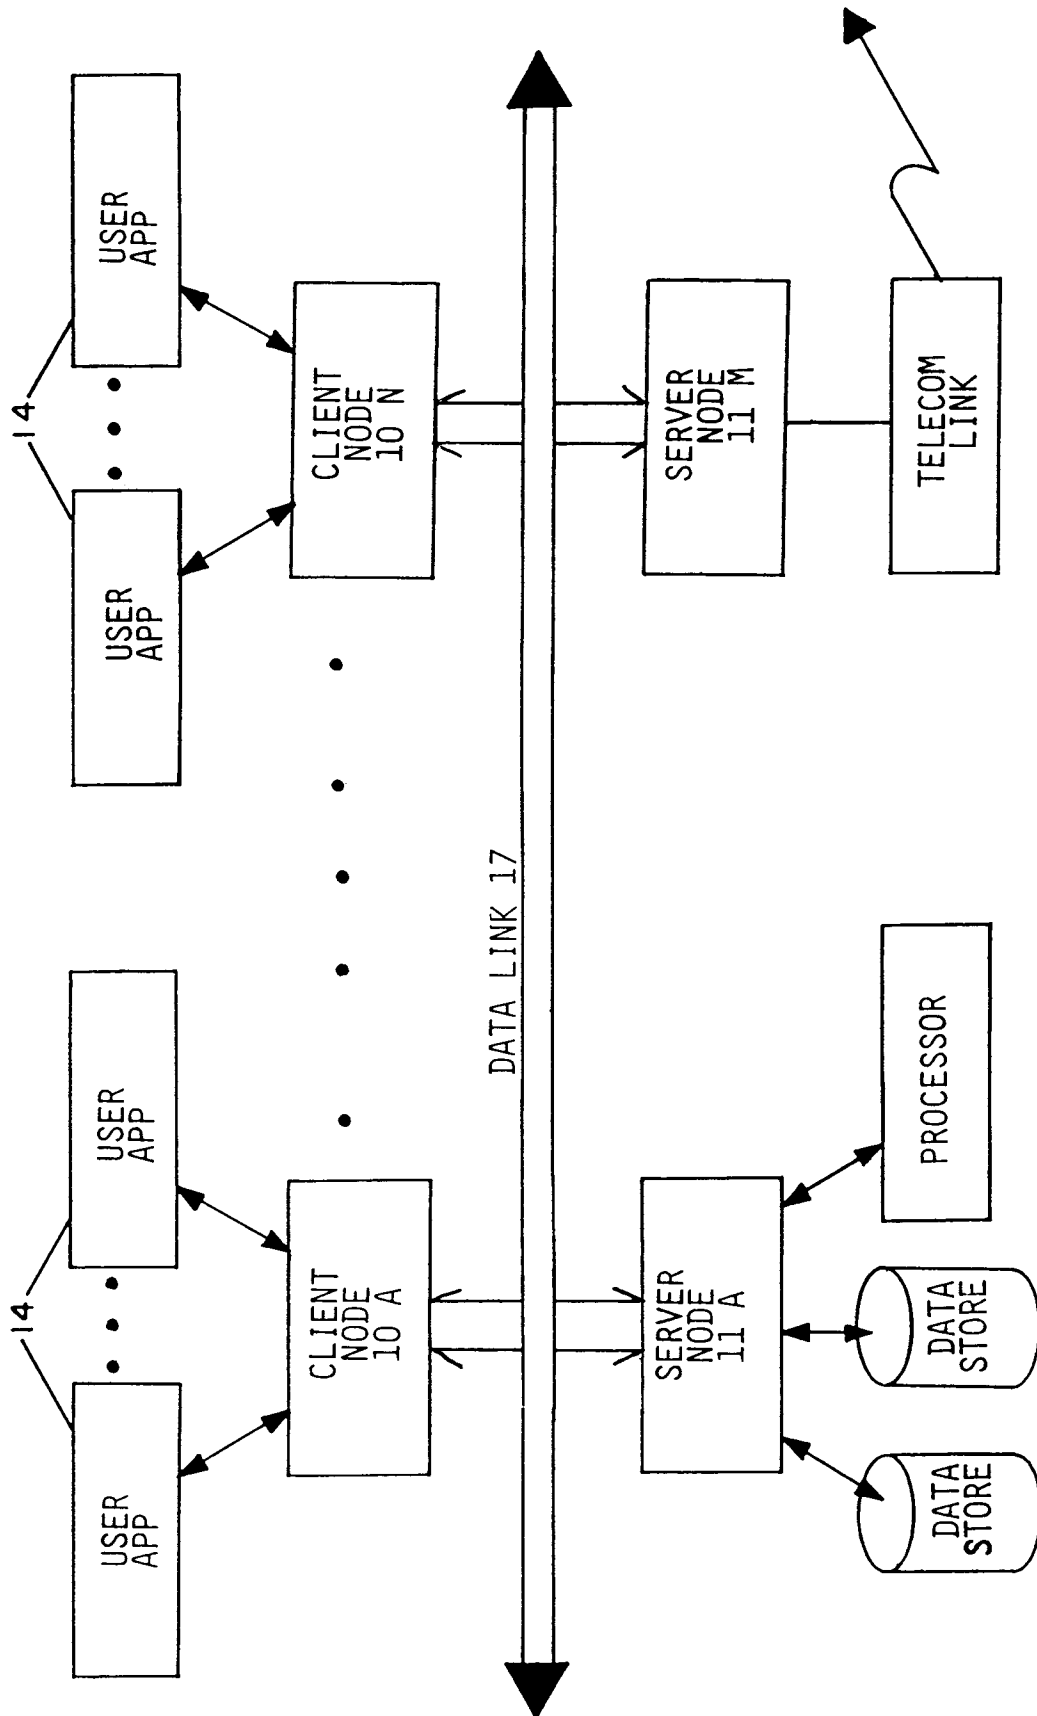 14
14
USER
APP
USER
APP
USER
APP
USER
APP
CLIENT
NODE
10 A
CLIENT
NODE
10 N
DATA LINK 17
SERVER
NODE
11 A
SERVER
NODE
11 M
DATA
STORE
DATA
STORE
PROCESSOR
TELECOM
LINK